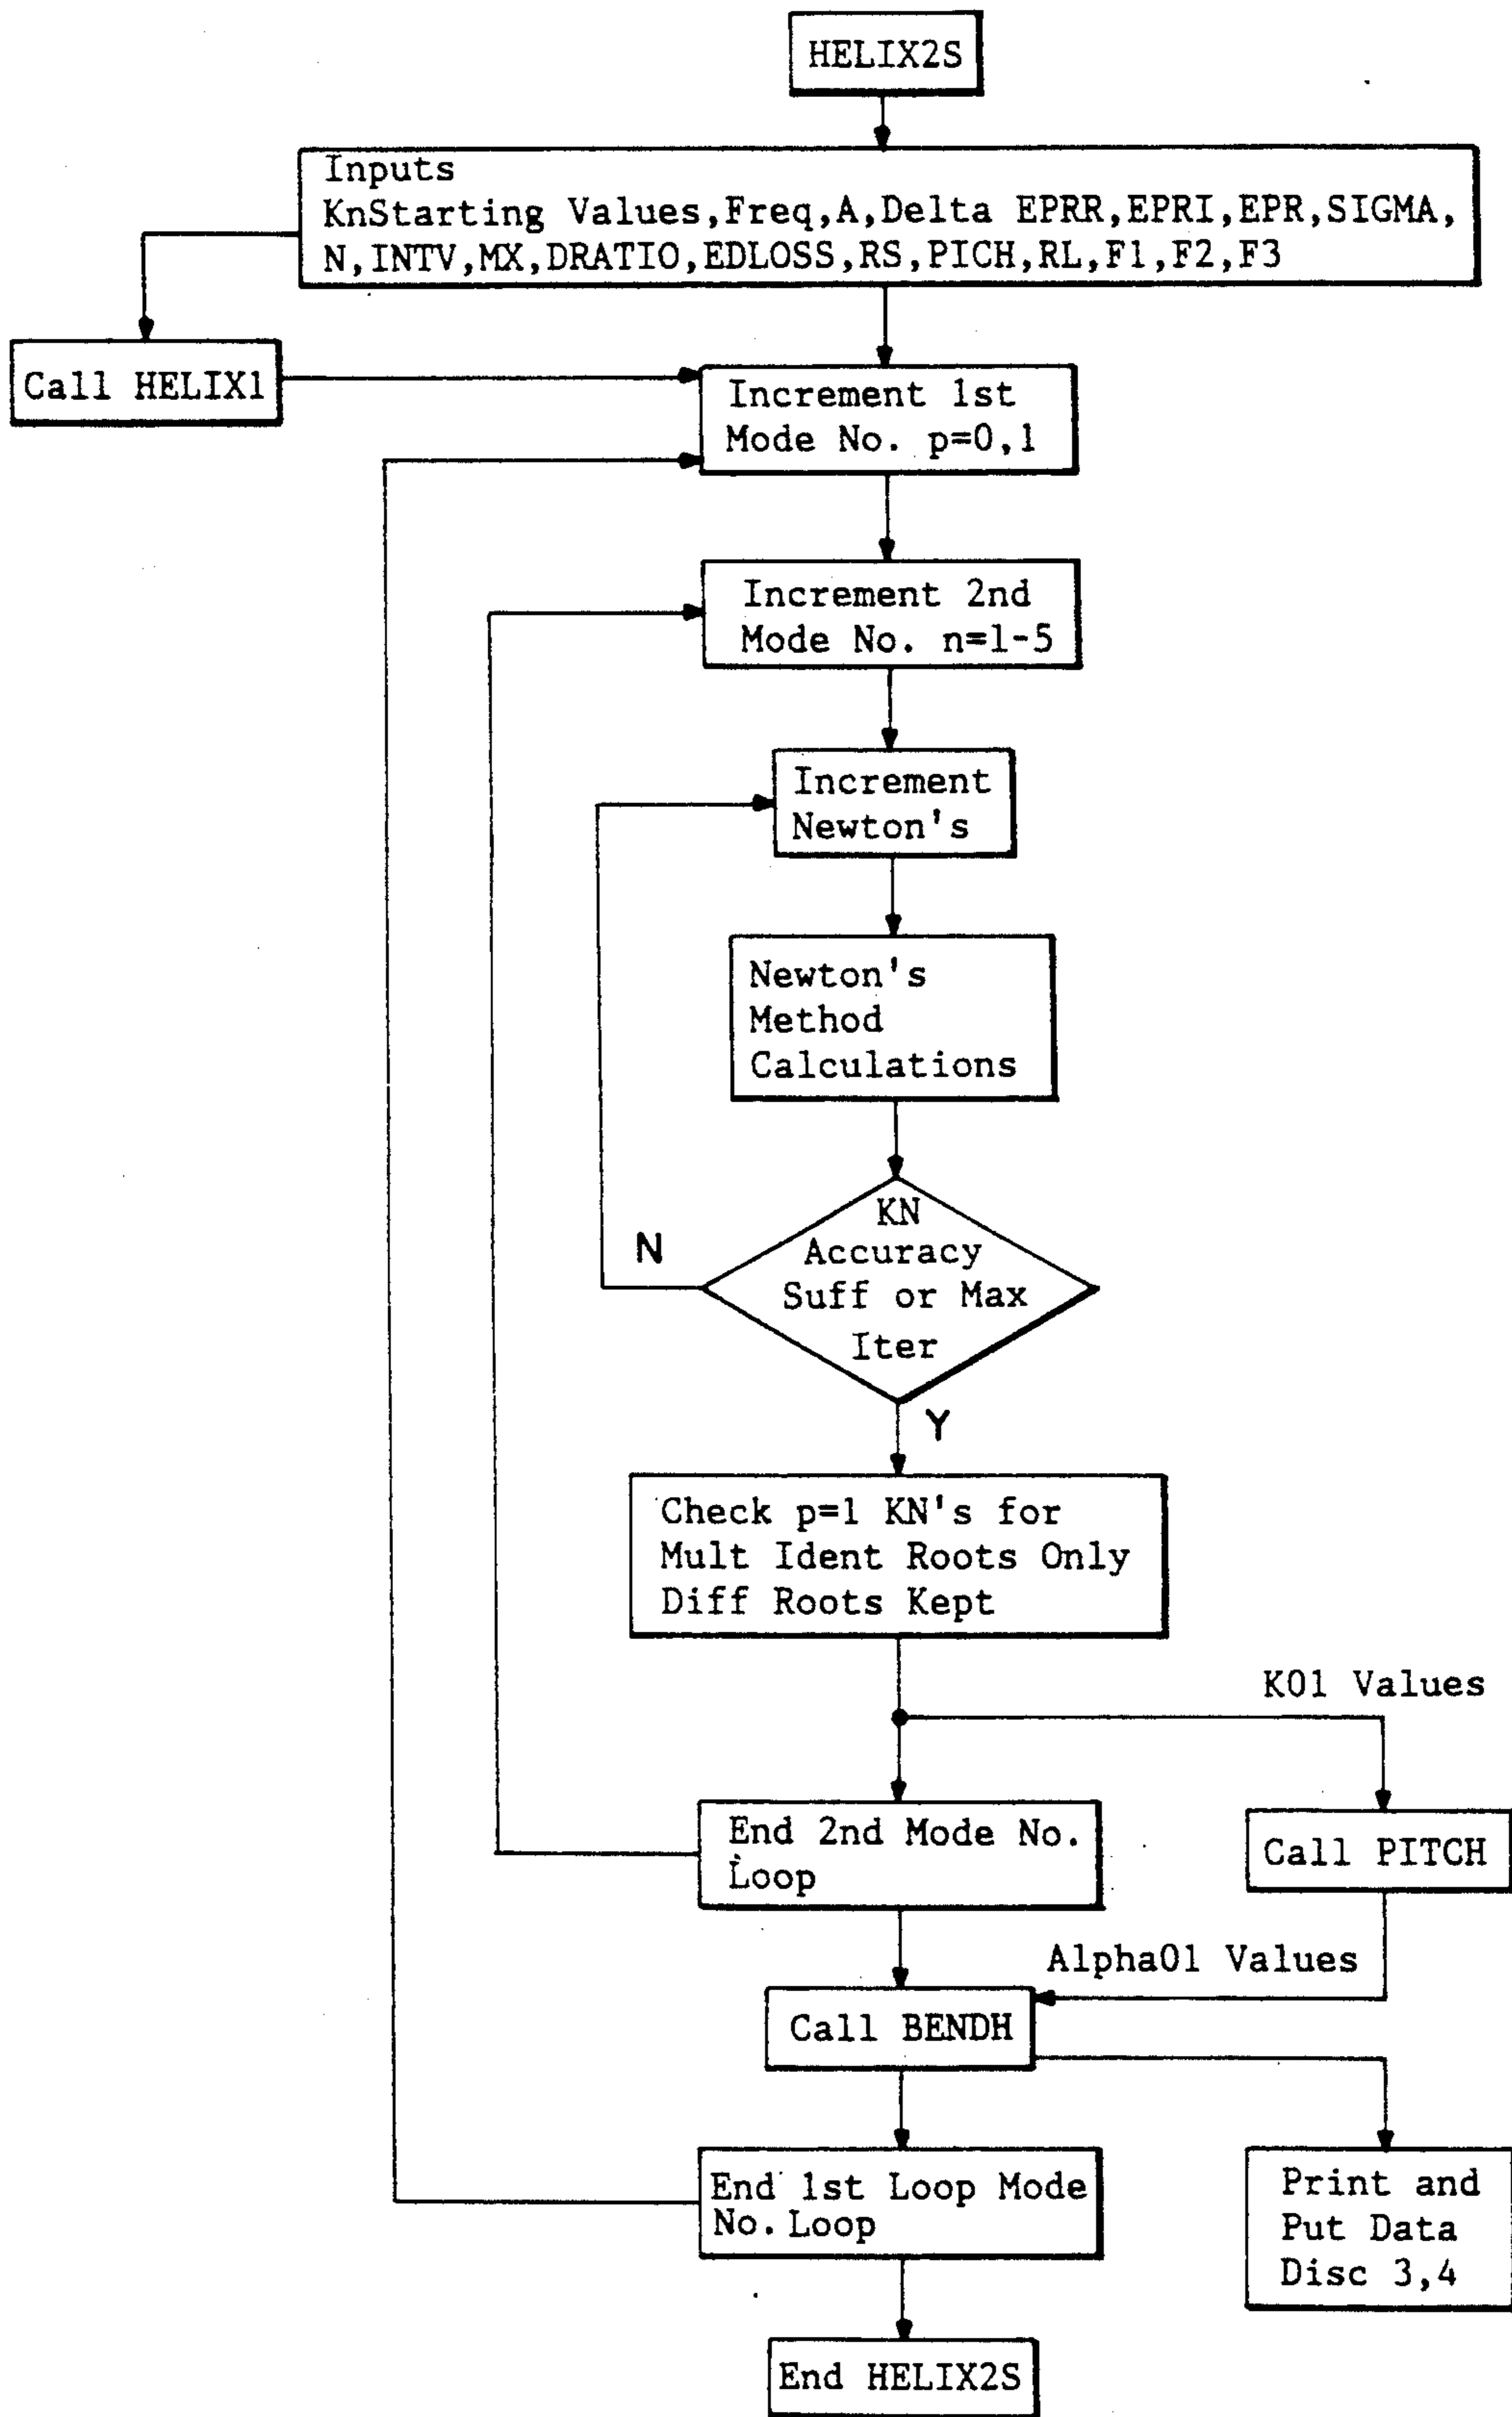 HELIX2S
Inputs
KnStarting Values,Freq,A,Delta EPRR,EPRI,EPR,SIGMA,
N,INTV,MX,DRATIO,EDLOSS,RS,PICH,RL,F1,F2,F3
Call HELIX1
Increment 1st
Mode No. p=0,1
Increment 2nd
Mode No. n=1-5
Increment
Newton's
Newton's
Method
Calculations
KN
Accuracy
Suff or Max
Iter
N
Y
Check p=1 KN's for
Mult Ident Roots Only
Diff Roots Kept
K01 Values
End 2nd Mode No.
Loop
Call PITCH
Alpha01 Values
Call BENDH
End 1st Loop Mode
No. Loop
Print and
Put Data
Disc 3,4
End HELIX2S